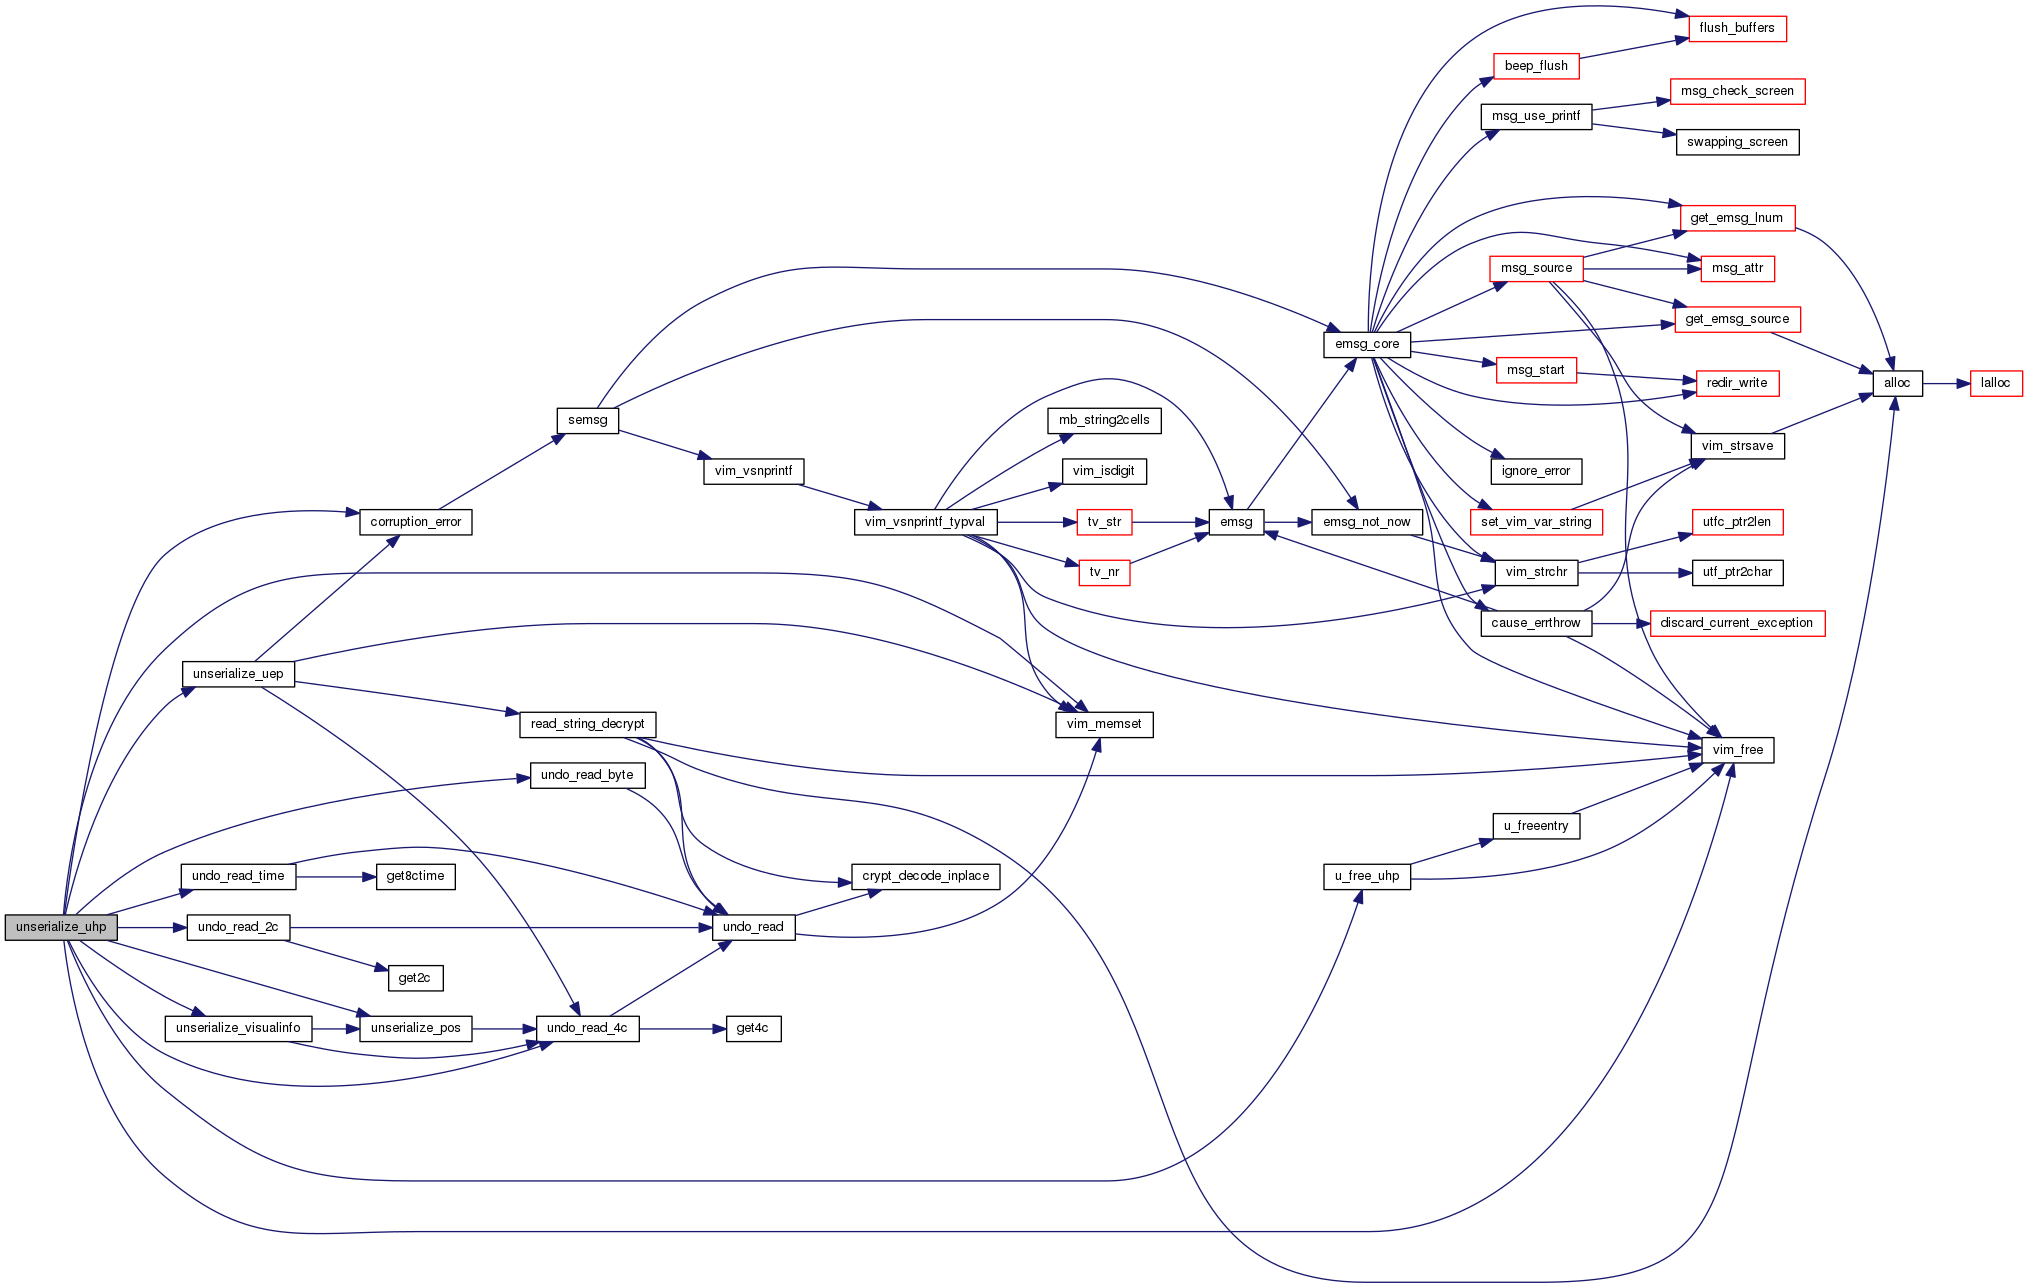 flush_buffers
beep_flush
msg_check_screen
msg_use_printf
swapping_screen
get_emsg_lnum
msg_source
msg_attr
get_emsg_source
emsg_core
msg_start
redir_write
alloc
lalloc
semsg
mb_string2cells
vim_strsave
vim_vsnprintf
vim_isdigit
ignore_error
corruption_error
vim_vsnprintf_typval
tv_str
emsg
emsg_not_now
set_vim_var_string
utfc_ptr2len
tv_nr
vim_strchr
utf_ptr2char
cause_errthrow
discard_current_exception
unserialize_uep
read_string_decrypt
vim_memset
vim_free
undo_read_byte
u_freeentry
undo_read_time
get8ctime
crypt_decode_inplace
u_free_uhp
unserialize_uhp
undo_read_2c
undo_read
get2c
unserialize_visualinfo
unserialize_pos
undo_read_4c
get4c